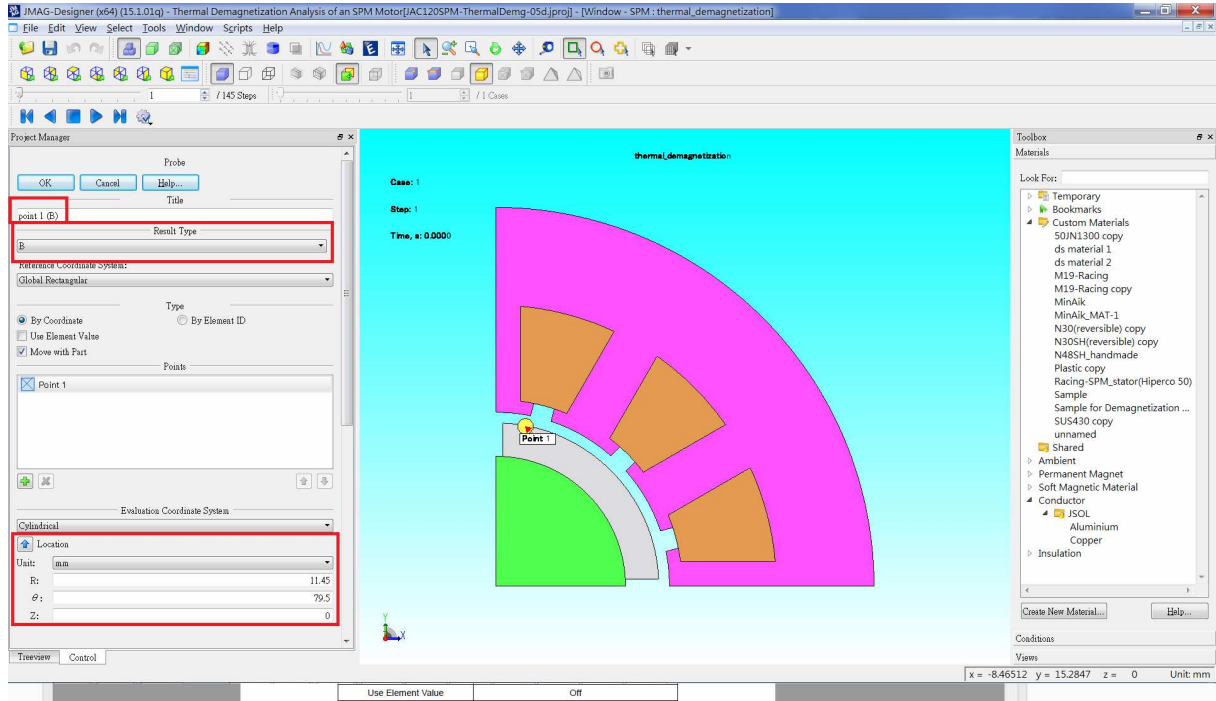 JMAG-Designer (x64) (15.1.01q) - Thermal Demagnetization Analysis of an SPM Motor[JAC120SPM-ThermalDemg-05d.jproj] - [Window - SPM : thermal_demagnetization]
File Edit View Select Tools Window Scripts Help
1 / 145 Steps 1 / 1 Cases
Project Manager
Probe
OK Cancel Help...
Title
point 1 (B)
Result Type
B
Reference Coordinate System:
Global Rectangular
Type
By Coordinate By Element ID
Use Element Value
Move with Part
Points
Point 1
Evaluation Coordinate System
Cylindrical
Location
Unit: mm
R: 11.45
θ: 79.5
Z: 0
Treeview Control
thermal_demagnetization
Case: 1
Step: 1
Time, s: 0.0000
Point 1
Y
X
Toolbox
Materials
Look For:
Temporary
Bookmarks
Custom Materials
50JN1300 copy
ds material 1
ds material 2
M19-Racing
M19-Racing copy
MinAik
MinAik_MAT-1
N30(reversible) copy
N30SH(reversible) copy
N48SH_handmade
Plastic copy
Racing-SPM_stator(Hiperco 50)
Sample
Sample for Demagnetization ...
SUS430 copy
unnamed
Shared
Ambient
Permanent Magnet
Soft Magnetic Material
Conductor
JSOL
Aluminium
Copper
Insulation
Create New Material... Help...
Conditions
Views
x = -8.46512 y = 15.2847 z = 0 Unit: mm
Use Element Value Off